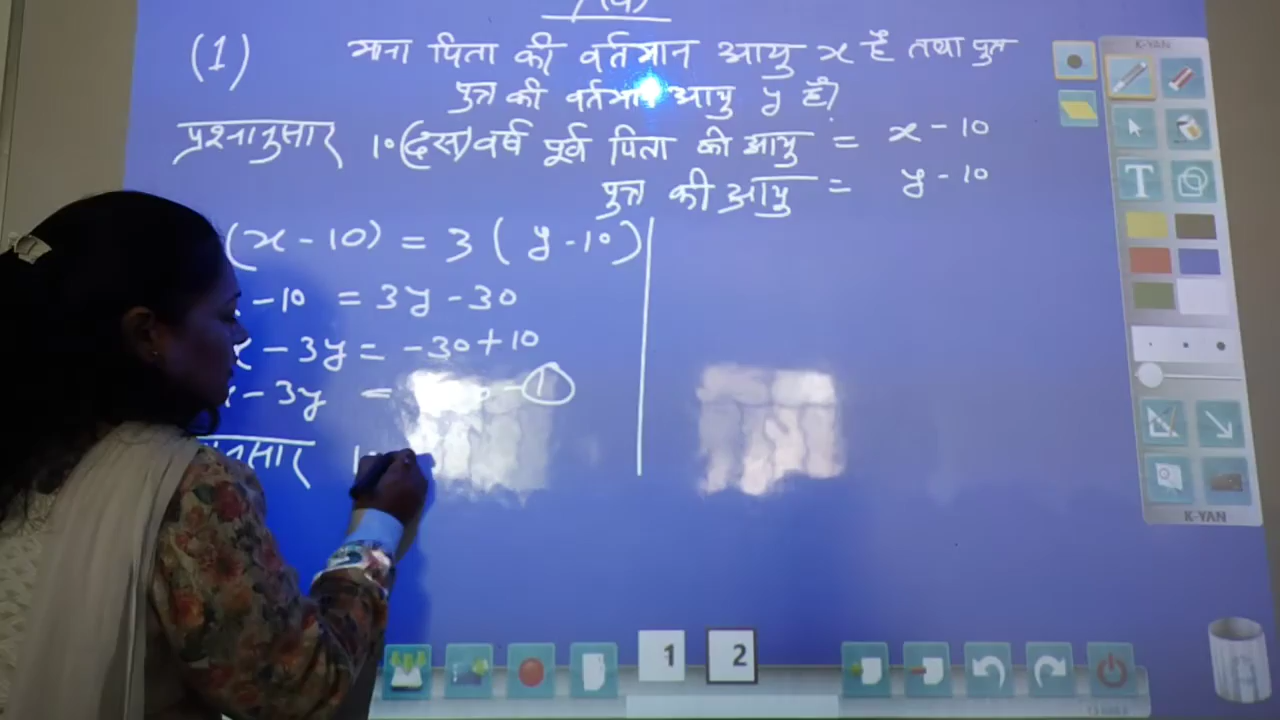 (1) माना पिता की वर्तमान आयु x है तथा पुत्र
पुत्र की वर्तमान आयु y है।
प्रश्नानुसार 10(दस) वर्ष पूर्व पिता की आयु = x - 10
पुत्र की आयु = y - 10
(x - 10) = 3 ( y - 10)
- 10 = 3y - 30
x - 3y = -30 + 10
x - 3y = - 1
K-YAN
T
1
2
K-YAN